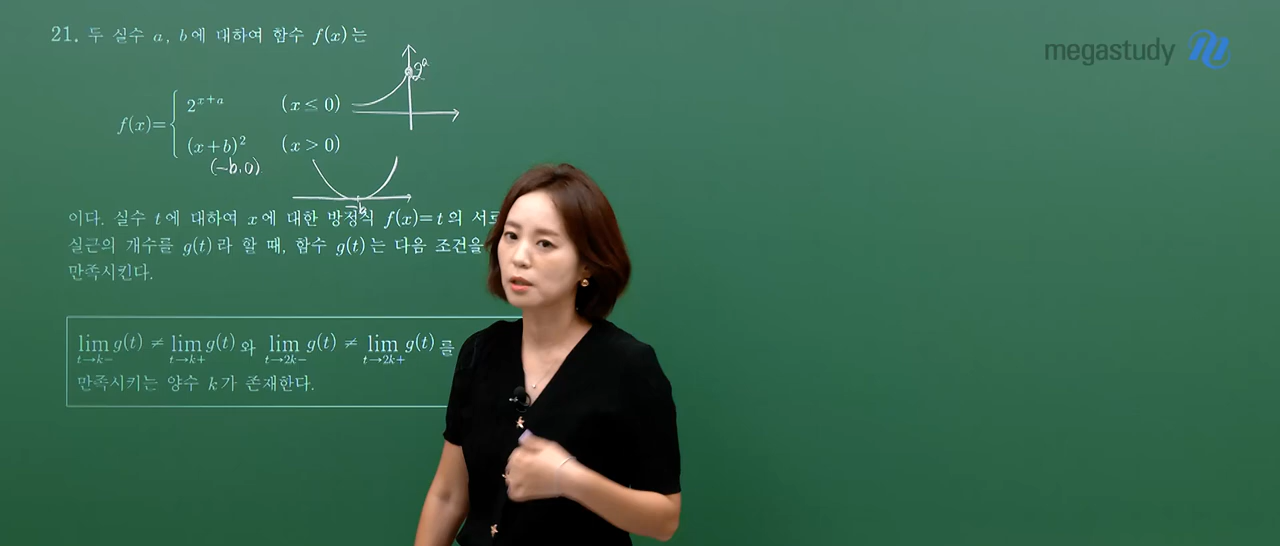 21. 두 실수 a, b에 대하여 함수 f(x)는
megastudy
2^a
f(x)={ 2^{x+a} (x≤0)
(x+b)^2 (x>0)
(-b,0)
-b
이다. 실수 t에 대하여 x에 대한 방정식 f(x)=t의
실근의 개수를 g(t)라 할 때, 함수 g(t)는 다음 조건을
만족시킨다.
lim_{t→k-} g(t) ≠ lim_{t→k+} g(t) 와 lim_{t→2k-} g(t) ≠ lim_{t→2k+} g(t) 를
만족시키는 양수 k가 존재한다.